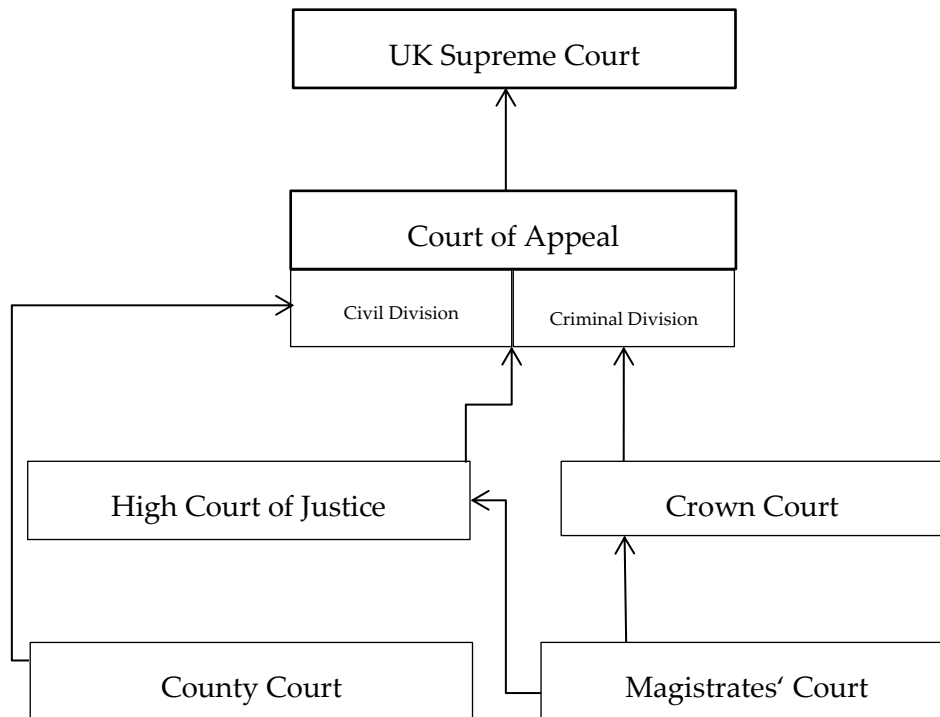 UK Supreme Court
Court of Appeal
Civil Division
Criminal Division
High Court of Justice
Crown Court
County Court
Magistrates‘ Court